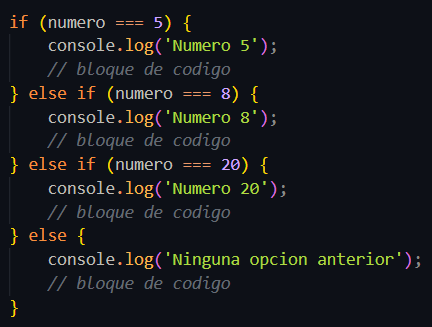 if (numero === 5) {
    console.log('Numero 5');
    // bloque de codigo
} else if (numero === 8) {
    console.log('Numero 8');
    // bloque de codigo
} else if (numero === 20) {
    console.log('Numero 20');
    // bloque de codigo
} else {
    console.log('Ninguna opcion anterior');
    // bloque de codigo
}